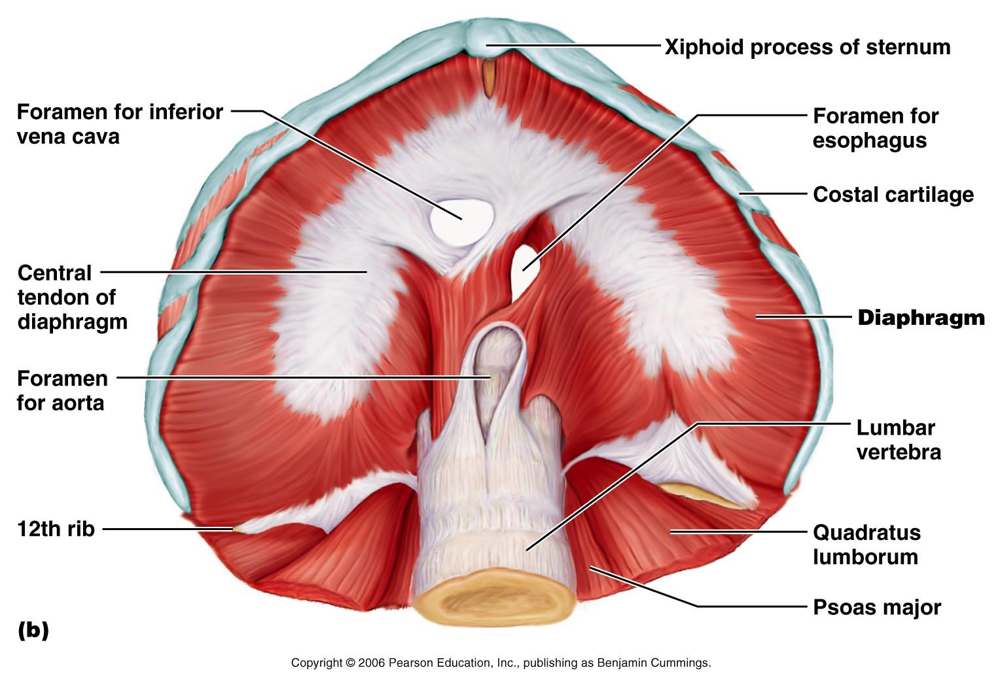 Xiphoid process of sternum
Foramen for inferior
vena cava
Foramen for
esophagus
Costal cartilage
Central
tendon of
diaphragm
Diaphragm
Foramen
for aorta
Lumbar
vertebra
12th rib
Quadratus
lumborum
Psoas major
(b)
Copyright © 2006 Pearson Education, Inc., publishing as Benjamin Cummings.